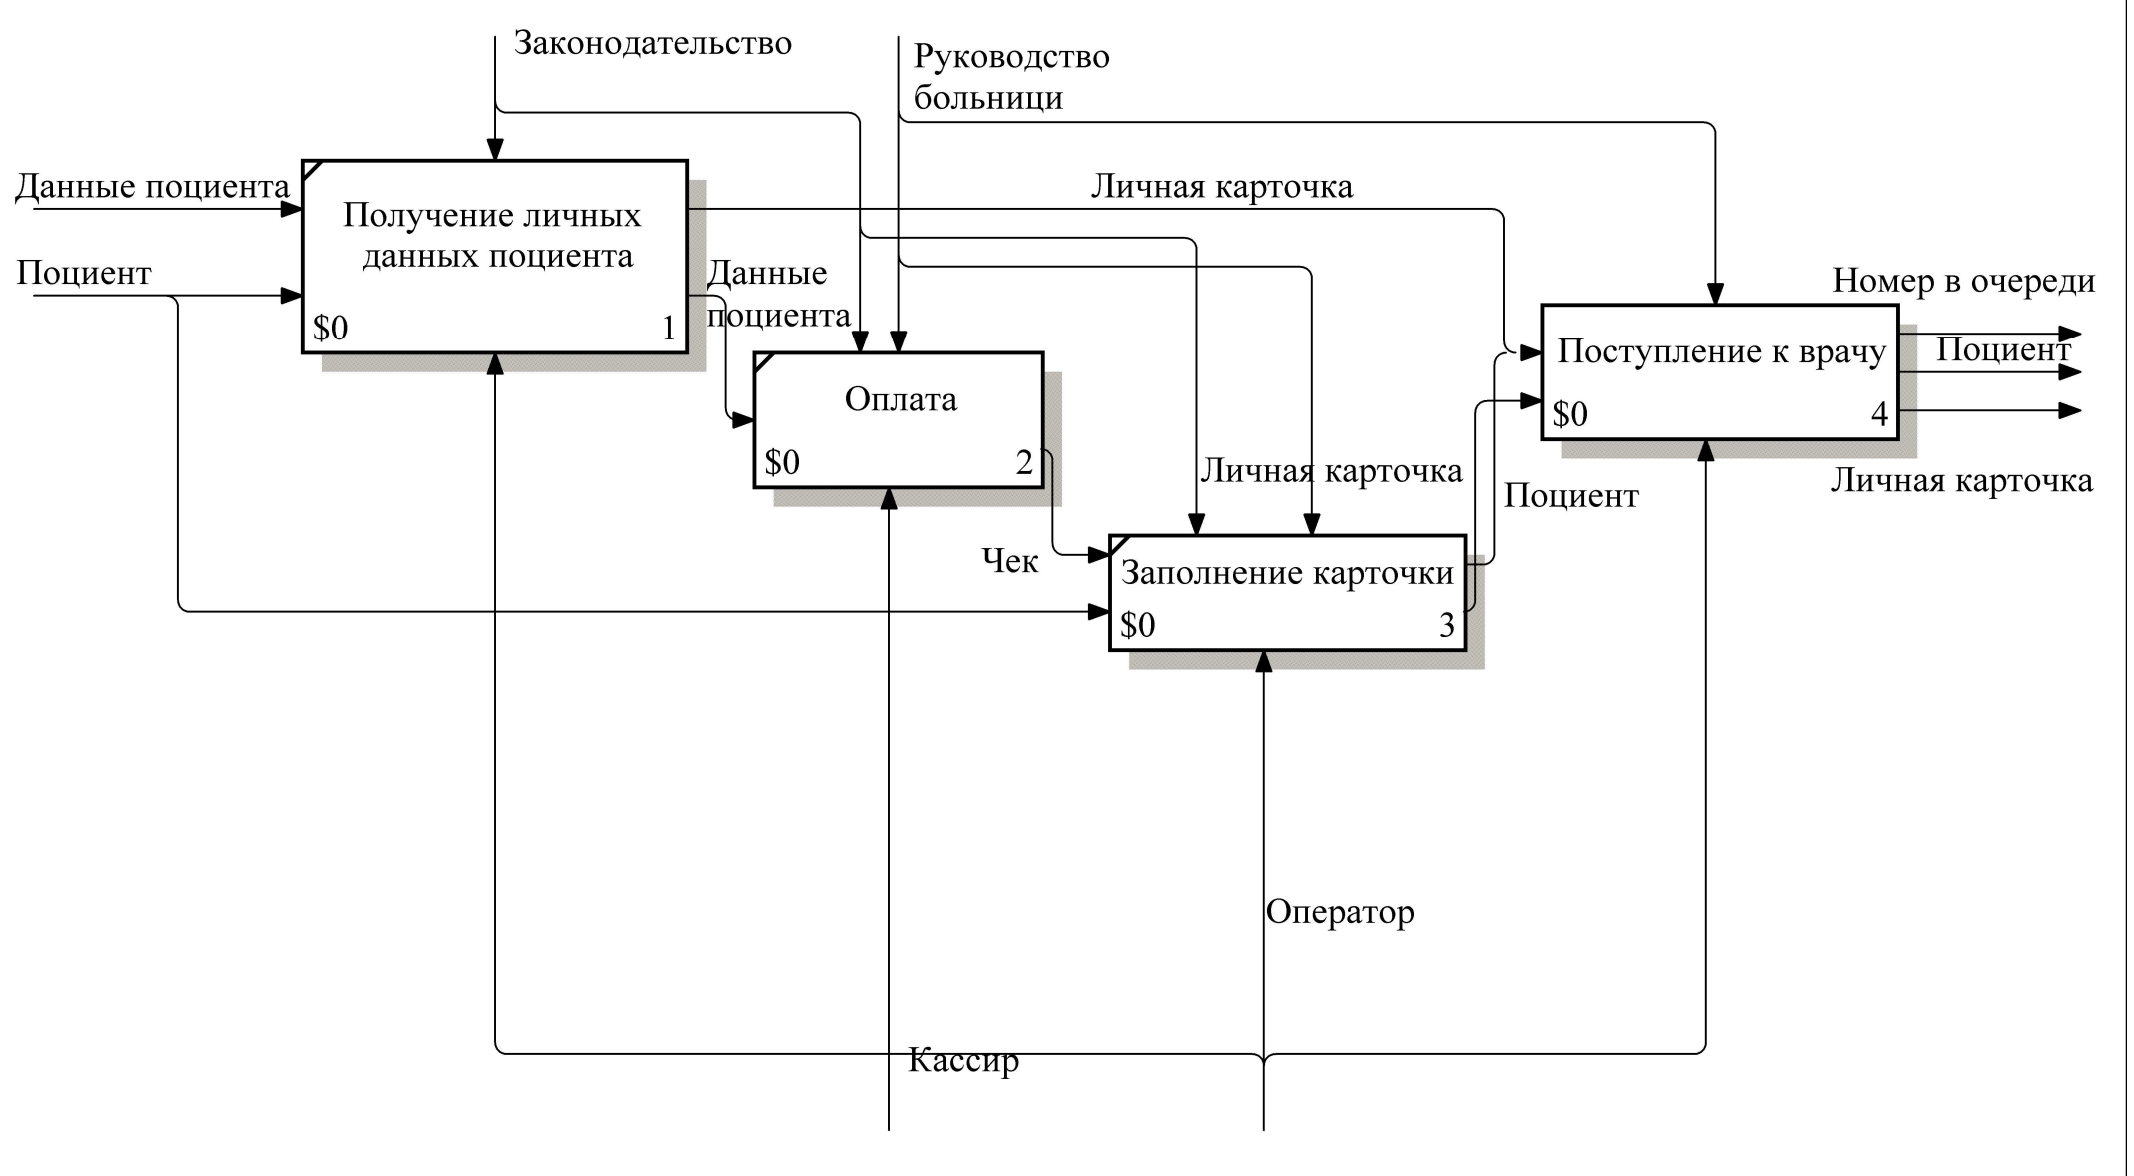 Законодательство
Руководство
больници
Данные поциента
Личная карточка
Получение личных
данных поциента
Поциент
Данные
поциента
$0
1
Номер в очереди
Поступление к врачу
Поциент
$0
4
Оплата
$0
2
Личная карточка
Поциент
Личная карточка
Чек
Заполнение карточки
$0
3
Оператор
Кассир